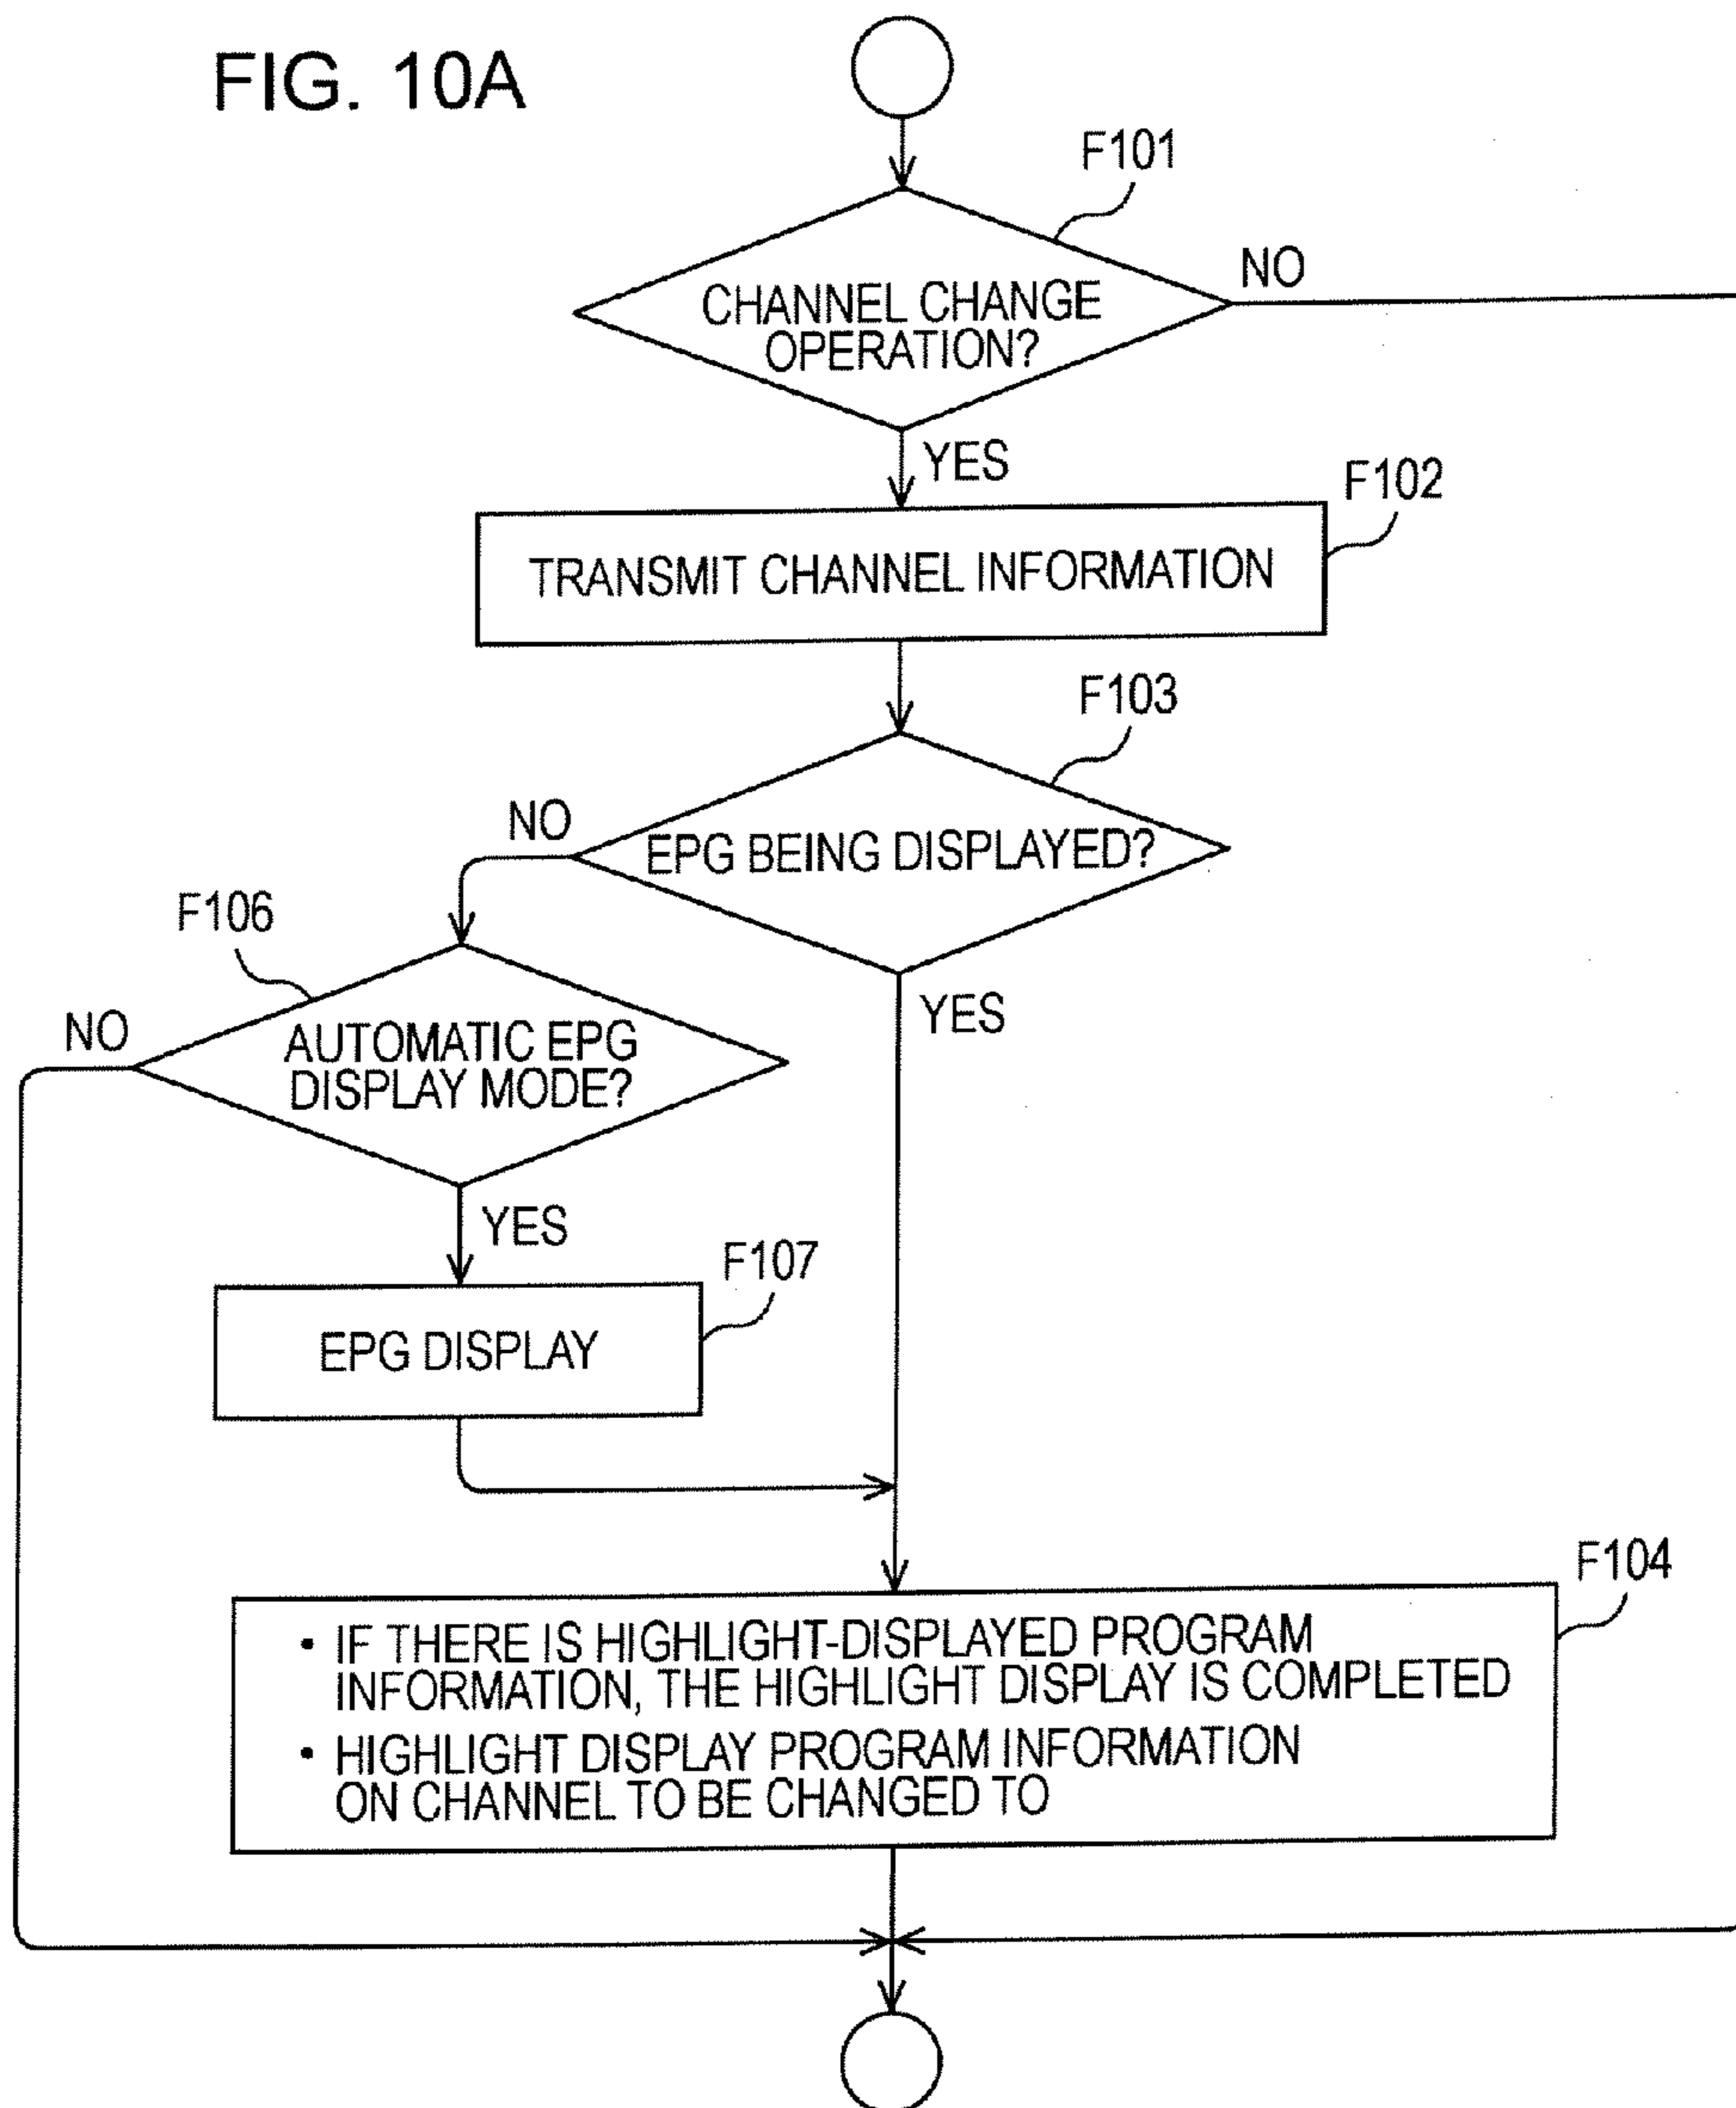 FIG. 10A
F101
CHANNEL CHANGE
OPERATION?
NO
YES
F102
TRANSMIT CHANNEL INFORMATION
F103
EPG BEING DISPLAYED?
NO
YES
F106
AUTOMATIC EPG
DISPLAY MODE?
NO
YES
F107
EPG DISPLAY
F104
• IF THERE IS HIGHLIGHT-DISPLAYED PROGRAM
INFORMATION, THE HIGHLIGHT DISPLAY IS COMPLETED
• HIGHLIGHT DISPLAY PROGRAM INFORMATION
ON CHANNEL TO BE CHANGED TO